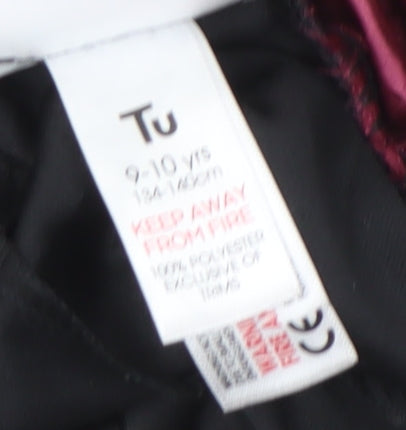 Tu
9-10 yrs
134-140cm
KEEP AWAY
FROM FIRE
100% POLYESTER
EXCLUSIVE OF
TRIMS
CE